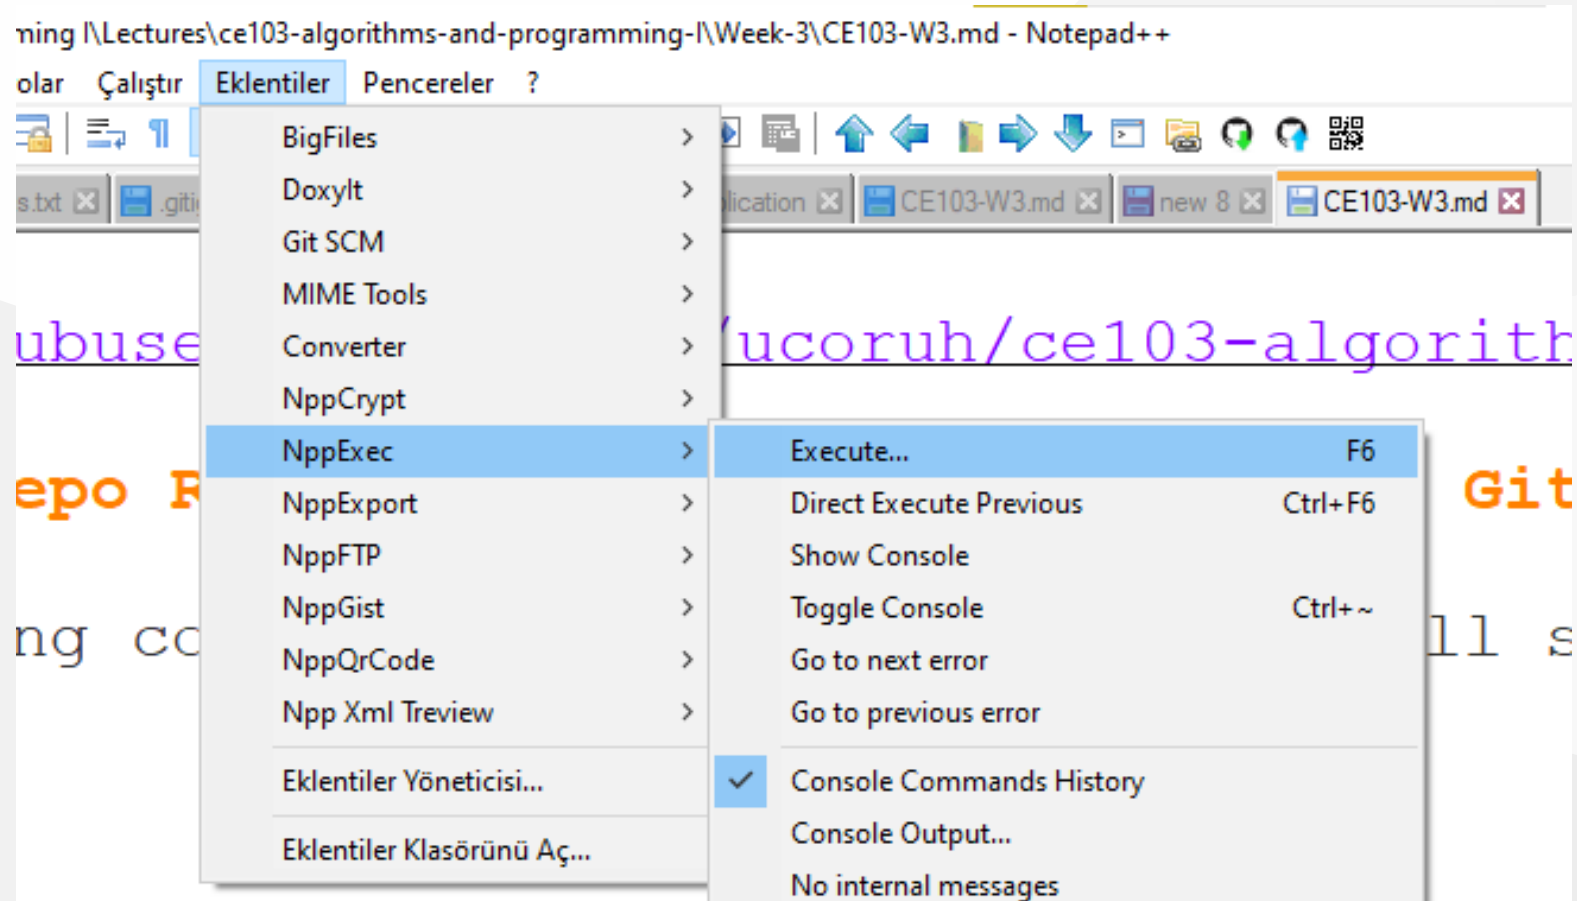 ming I\Lectures\ce103-algorithms-and-programming-I\Week-3\CE103-W3.md - Notepad++
olar Çalıştır Eklentiler Pencereler ?
s.txt .giti lication CE103-W3.md new 8 CE103-W3.md
BigFiles
DoxyIt
Git SCM
MIME Tools
Converter
NppCrypt
NppExec
NppExport
NppFTP
NppGist
NppQrCode
Npp Xml Treview
Eklentiler Yöneticisi...
Eklentiler Klasörünü Aç...
Execute... F6
Direct Execute Previous Ctrl+F6
Show Console
Toggle Console Ctrl+~
Go to next error
Go to previous error
Console Commands History
Console Output...
No internal messages
ubuse /ucoruh/ce103-algorith
epo R Git
ng co ll s